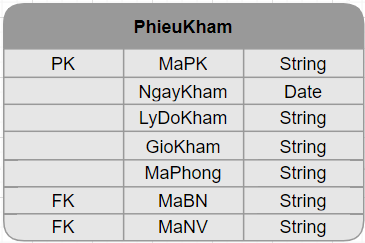 PhieuKham
PK MaPK String
NgayKham Date
LyDoKham String
GioKham String
MaPhong String
FK MaBN String
FK MaNV String